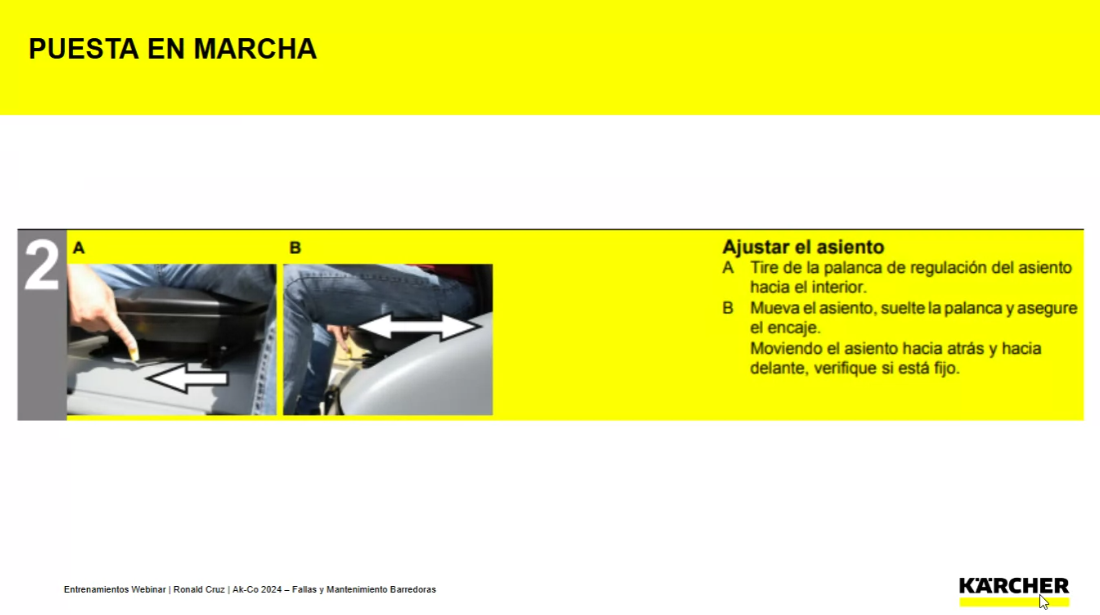 PUESTA EN MARCHA
2
A
B
Ajustar el asiento
A Tire de la palanca de regulación del asiento
hacia el interior.
B Mueva el asiento, suelte la palanca y asegure
el encaje.
Moviendo el asiento hacia atrás y hacia
delante, verifique si está fijo.
Entrenamientos Webinar | Ronald Cruz | Ak-Co 2024 – Fallas y Mantenimiento Barredoras
KÄRCHER